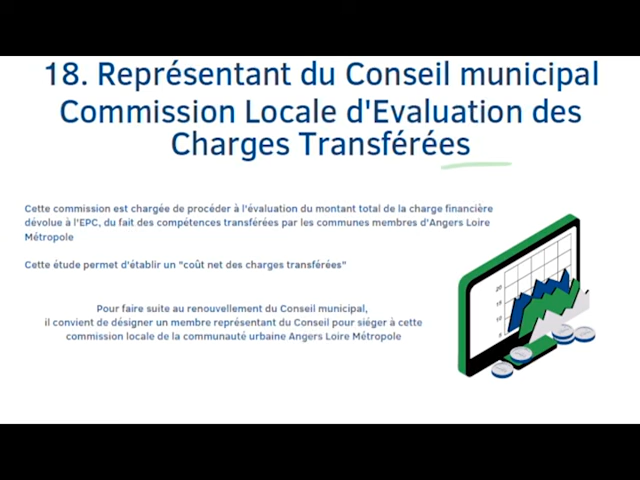 18. Représentant du Conseil municipal
Commission Locale d'Evaluation des
Charges Transférées
Cette commission est chargée de procéder à l'évaluation du montant total de la charge financière
dévolue à l'EPC, du fait des compétences transférées par les communes membres d'Angers Loire
Métropole
Cette étude permet d'établir un "coût net des charges transférées"
Pour faire suite au renouvellement du Conseil municipal,
il convient de désigner un membre représentant du Conseil pour siéger à cette
commission locale de la communauté urbaine Angers Loire Métropole
20
15
10
5